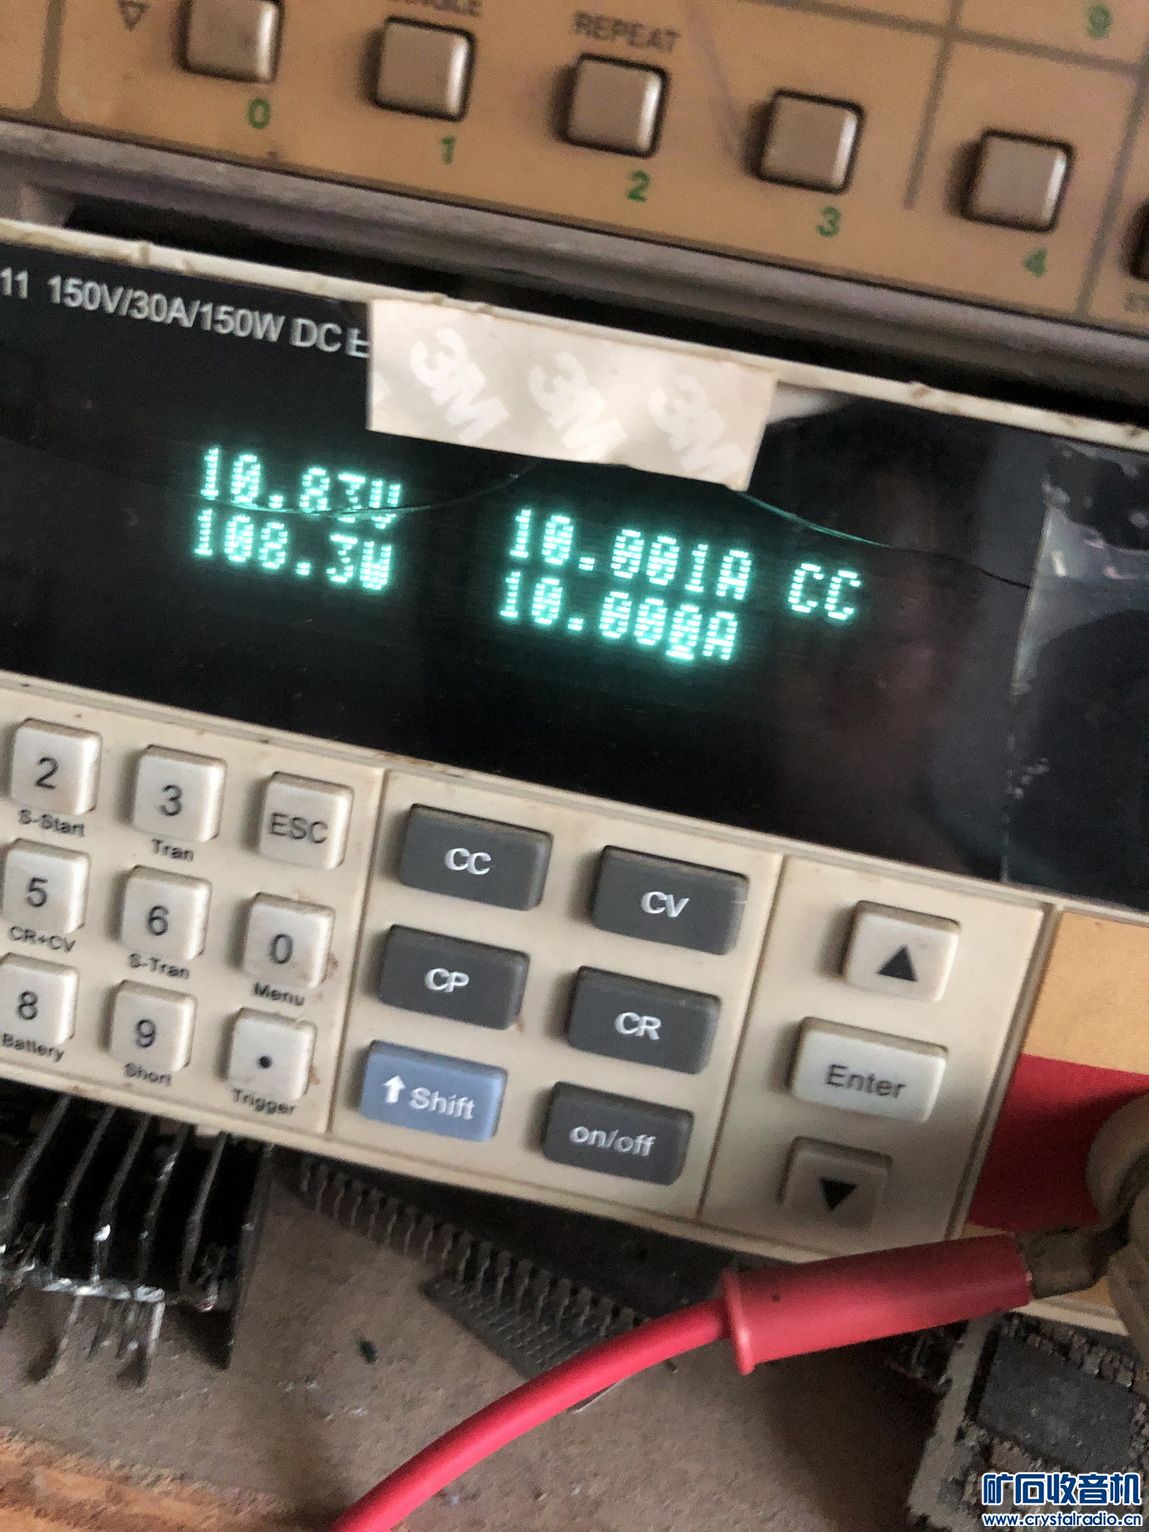 REPEAT
9
0
1
2
3
4
11 150V/30A/150W DC
3M 3M 3M
10.83V 10.001A CC
108.3W 10.000A
2
S-Start
3
Tran
ESC
5
CR+CV
6
S-Tran
0
Menu
8
Battery
9
Short
•
Trigger
CC
CV
CP
CR
Shift
on/off
Enter
矿石收音机
www.crystalradio.cn